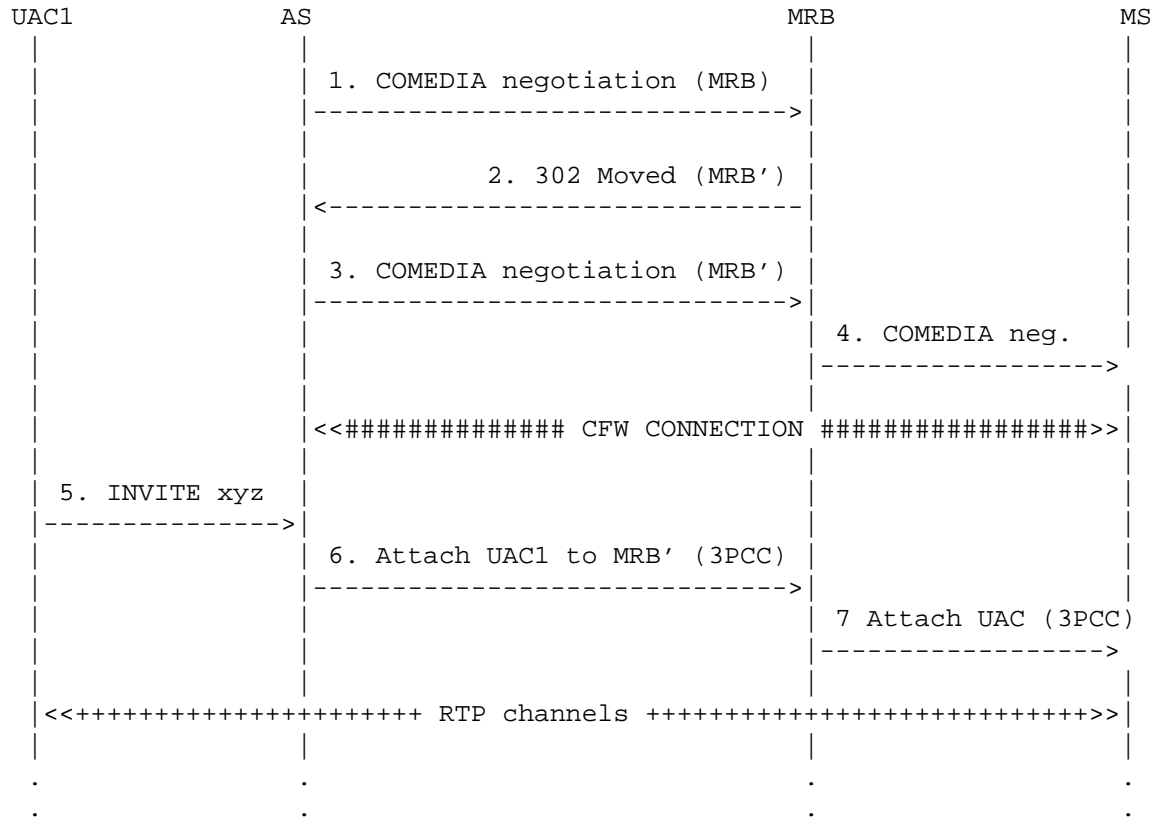 UAC1 AS MRB MS
1. COMEDIA negotiation (MRB)
2. 302 Moved (MRB')
3. COMEDIA negotiation (MRB')
4. COMEDIA neg.
<<############## CFW CONNECTION #################>>
5. INVITE xyz
6. Attach UAC1 to MRB' (3PCC)
7 Attach UAC (3PCC)
<<++++++++++++++++++++++ RTP channels ++++++++++++++++++++++++++++>>